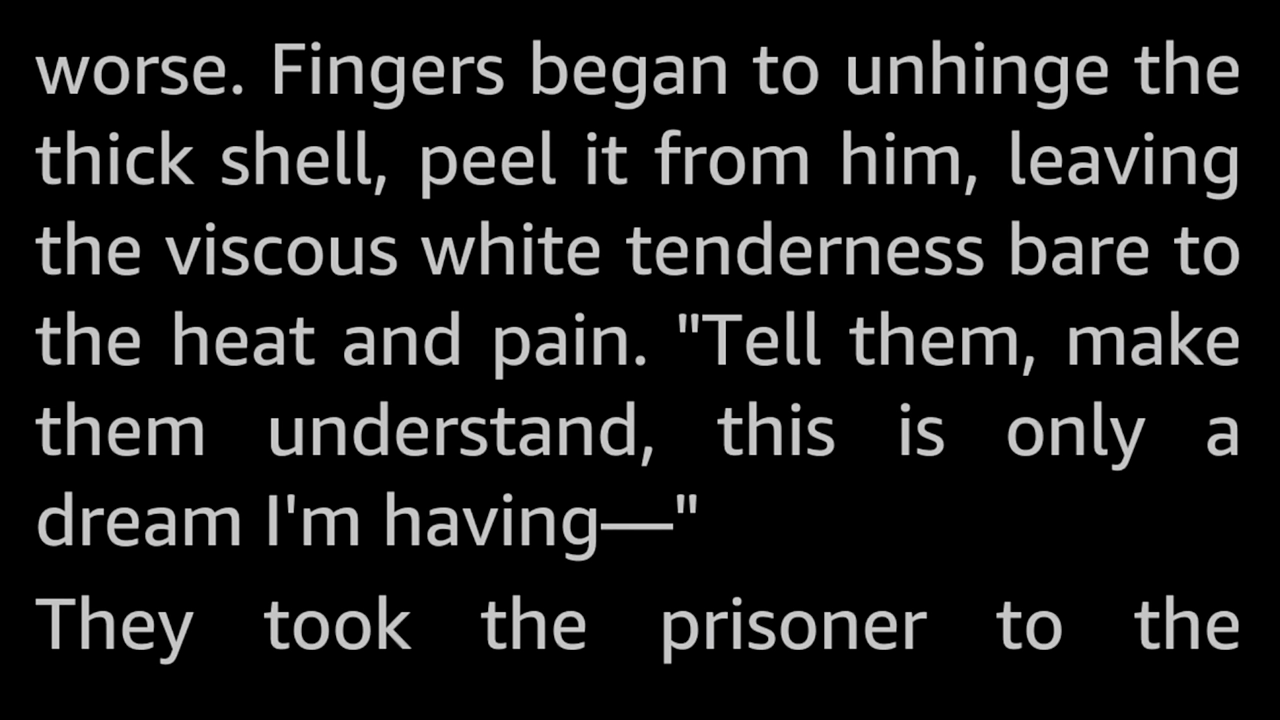 worse. Fingers began to unhinge the
thick shell, peel it from him, leaving
the viscous white tenderness bare to
the heat and pain. "Tell them, make
them understand, this is only a
dream I'm having—"
They took the prisoner to the